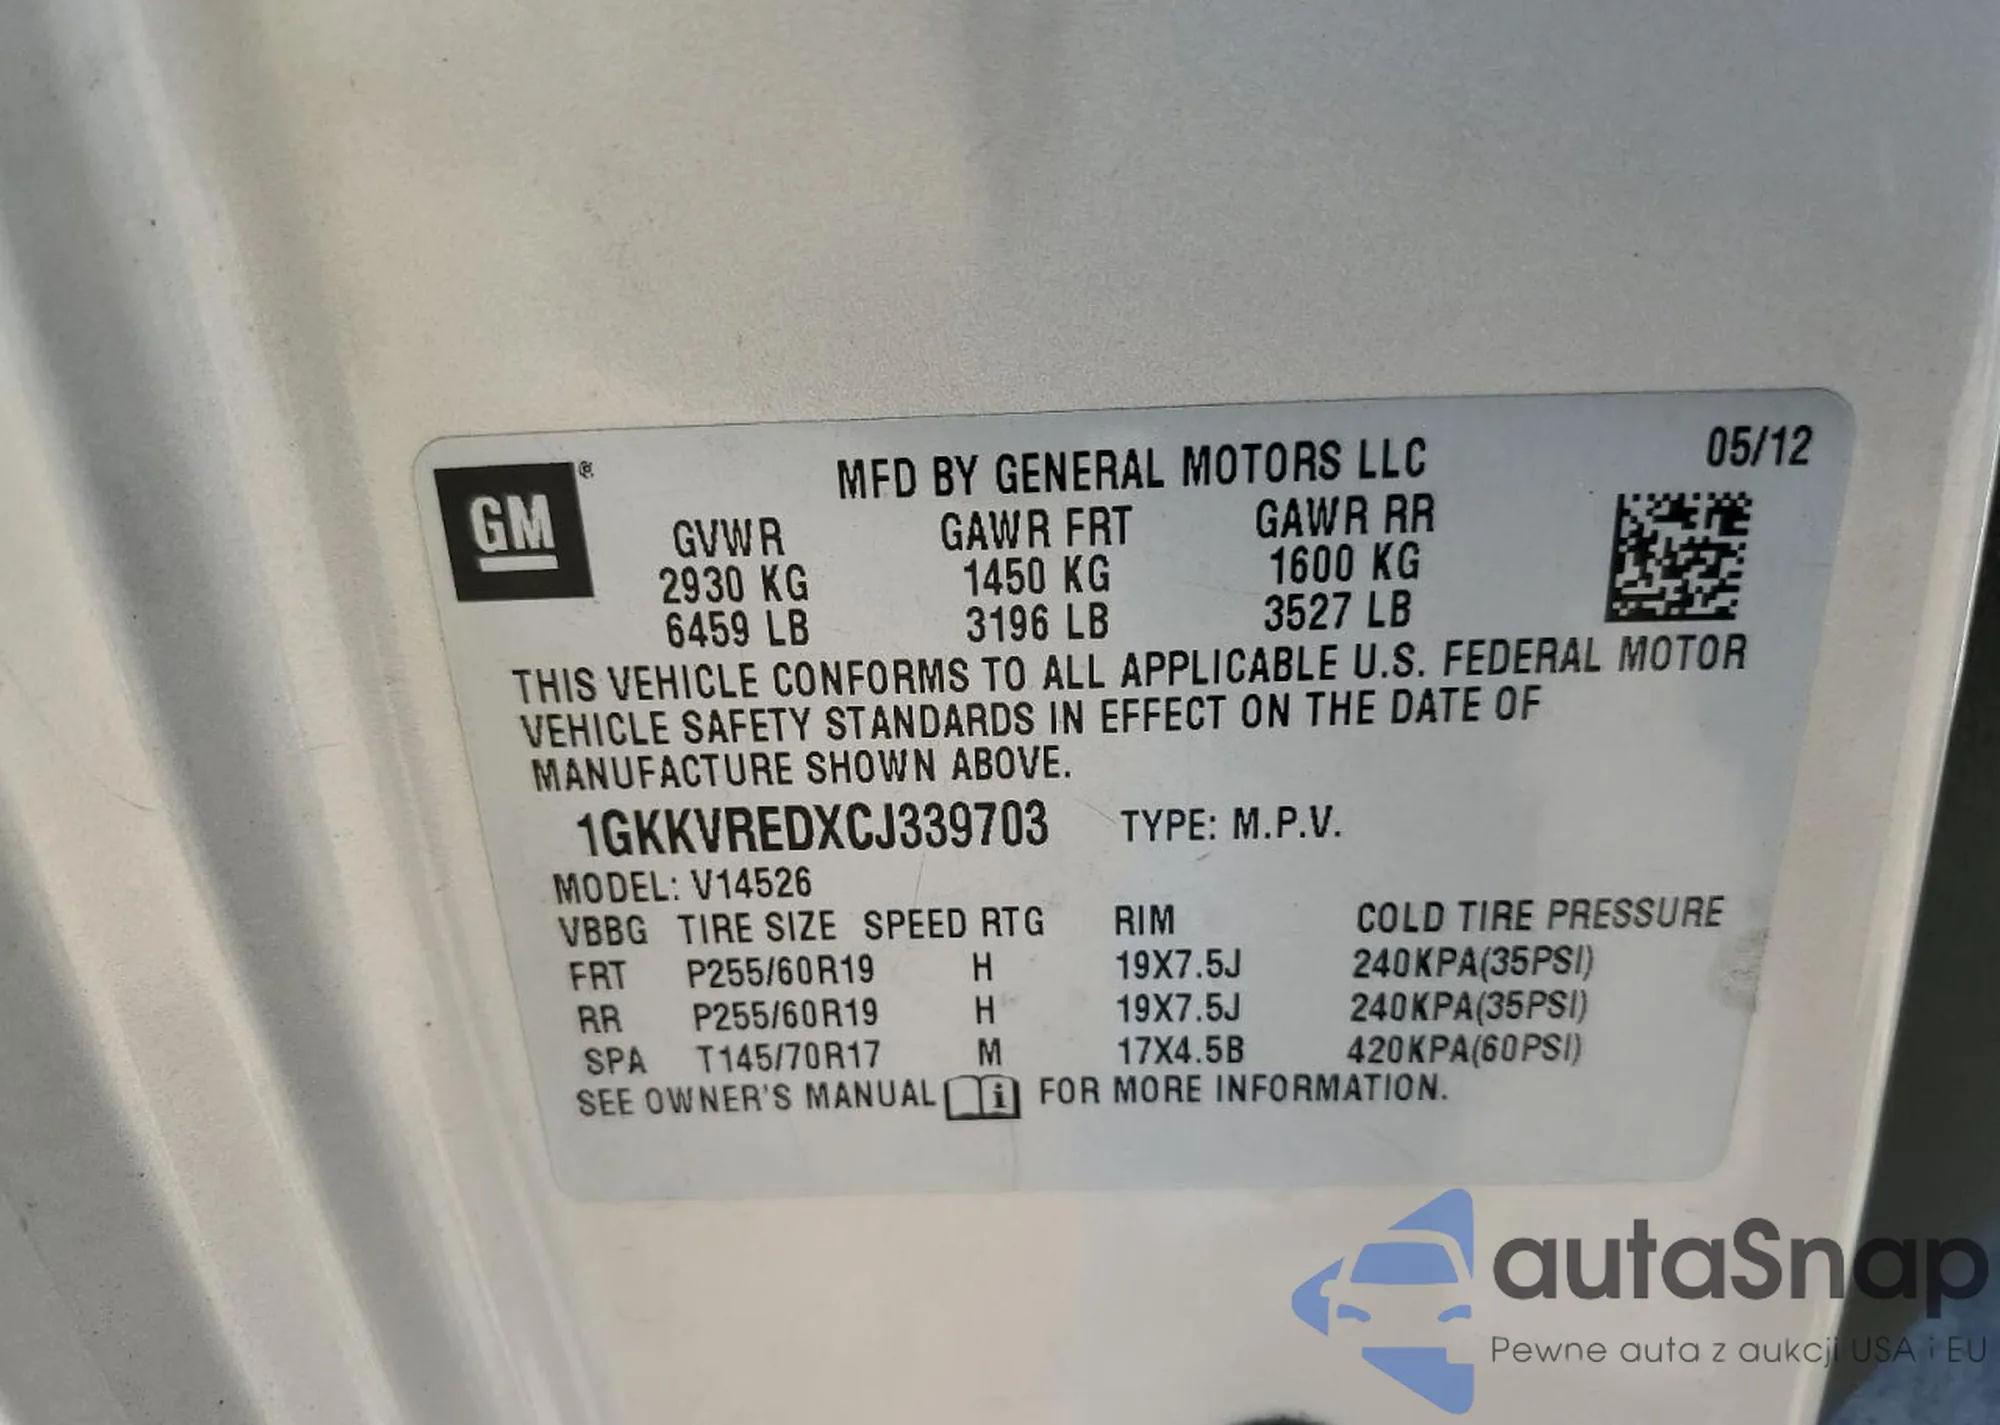 GM ®
MFD BY GENERAL MOTORS LLC 05/12
GVWR GAWR FRT GAWR RR
2930 KG 1450 KG 1600 KG
6459 LB 3196 LB 3527 LB
THIS VEHICLE CONFORMS TO ALL APPLICABLE U.S. FEDERAL MOTOR
VEHICLE SAFETY STANDARDS IN EFFECT ON THE DATE OF
MANUFACTURE SHOWN ABOVE.
1GKKVREDXCJ339703 TYPE: M.P.V.
MODEL: V14526
VBBG TIRE SIZE SPEED RTG RIM COLD TIRE PRESSURE
FRT P255/60R19 H 19X7.5J 240KPA(35PSI)
RR P255/60R19 H 19X7.5J 240KPA(35PSI)
SPA T145/70R17 M 17X4.5B 420KPA(60PSI)
SEE OWNER'S MANUAL i FOR MORE INFORMATION.
autaSnap
Pewne auta z aukcji USA i EU